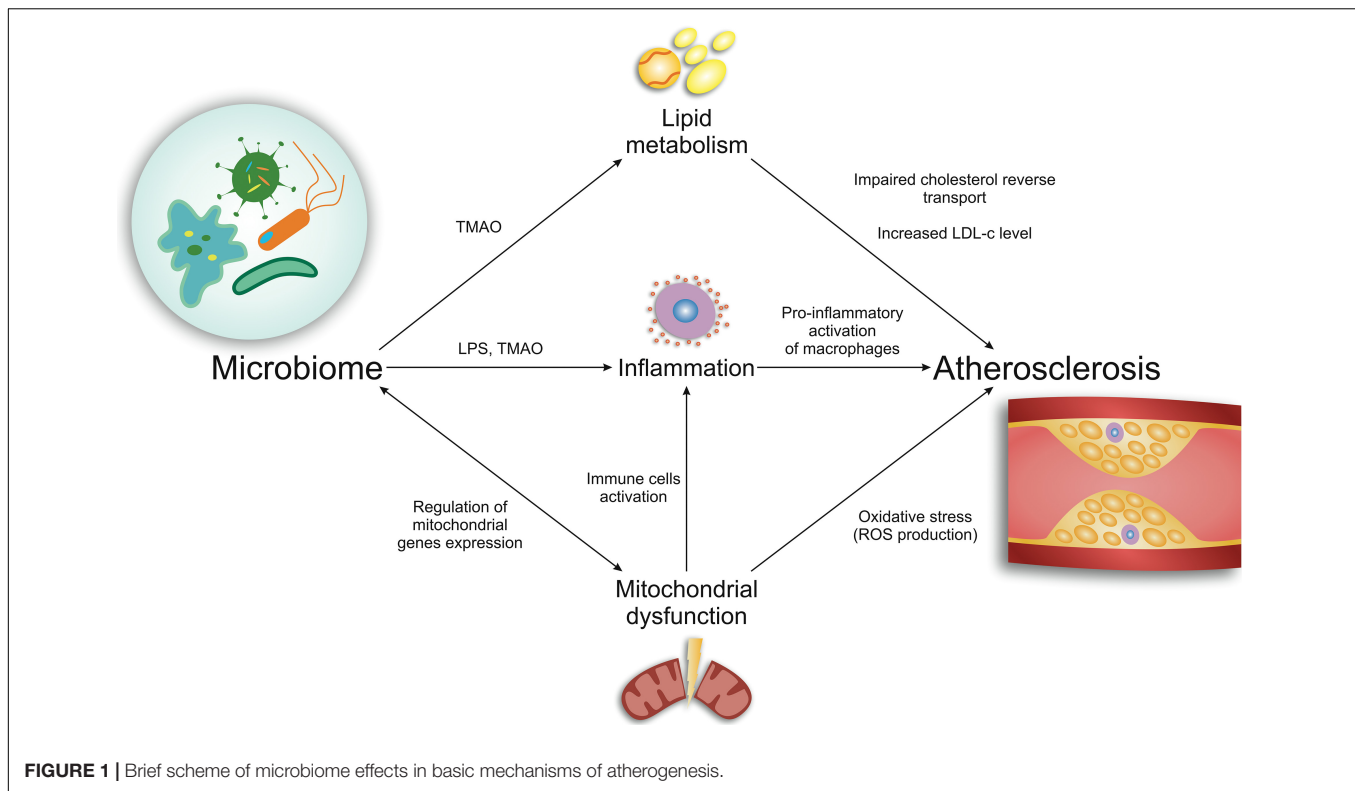 Lipid
metabolism
Impaired cholesterol reverse
transport
TMAO
Increased LDL-c level
Pro-inflammatory
activation
of macrophages
LPS, TMAO
Microbiome
Inflammation
Atherosclerosis
Immune cells
activation
Regulation of
mitochondrial
genes expression
Oxidative stress
(ROS production)
Mitochondrial
dysfunction
FIGURE 1 | Brief scheme of microbiome effects in basic mechanisms of atherogenesis.